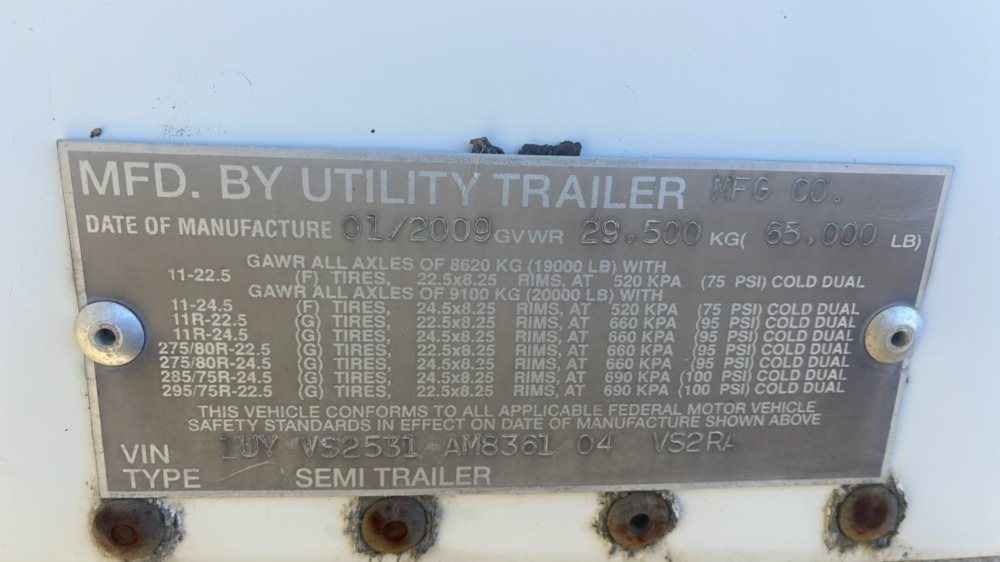 MFD. BY UTILITY TRAILER MFG CO.
DATE OF MANUFACTURE 01/2009 GVWR 29.500 KG( 65.000 LB)
GAWR ALL AXLES OF 8620 KG (19000 LB) WITH
11-22.5 (F) TIRES, 22.5x8.25 RIMS, AT 520 KPA (75 PSI) COLD DUAL
GAWR ALL AXLES OF 9100 KG (20000 LB) WITH
11-24.5 (F) TIRES, 24.5x8.25 RIMS, AT 520 KPA (75 PSI) COLD DUAL
11R-22.5 (G) TIRES, 22.5x8.25 RIMS, AT 660 KPA (95 PSI) COLD DUAL
11R-24.5 (G) TIRES, 24.5x8.25 RIMS, AT 660 KPA (95 PSI) COLD DUAL
275/80R-22.5 (G) TIRES, 22.5x8.25 RIMS, AT 660 KPA (95 PSI) COLD DUAL
275/80R-24.5 (G) TIRES, 24.5x8.25 RIMS, AT 660 KPA (95 PSI) COLD DUAL
285/75R-24.5 (G) TIRES, 24.5x8.25 RIMS, AT 690 KPA (100 PSI) COLD DUAL
295/75R-22.5 (G) TIRES, 22.5x8.25 RIMS, AT 690 KPA (100 PSI) COLD DUAL
THIS VEHICLE CONFORMS TO ALL APPLICABLE FEDERAL MOTOR VEHICLE
SAFETY STANDARDS IN EFFECT ON DATE OF MANUFACTURE SHOWN ABOVE
VIN 1UY VS2531 AM8361 04 VS2RA
TYPE SEMI TRAILER